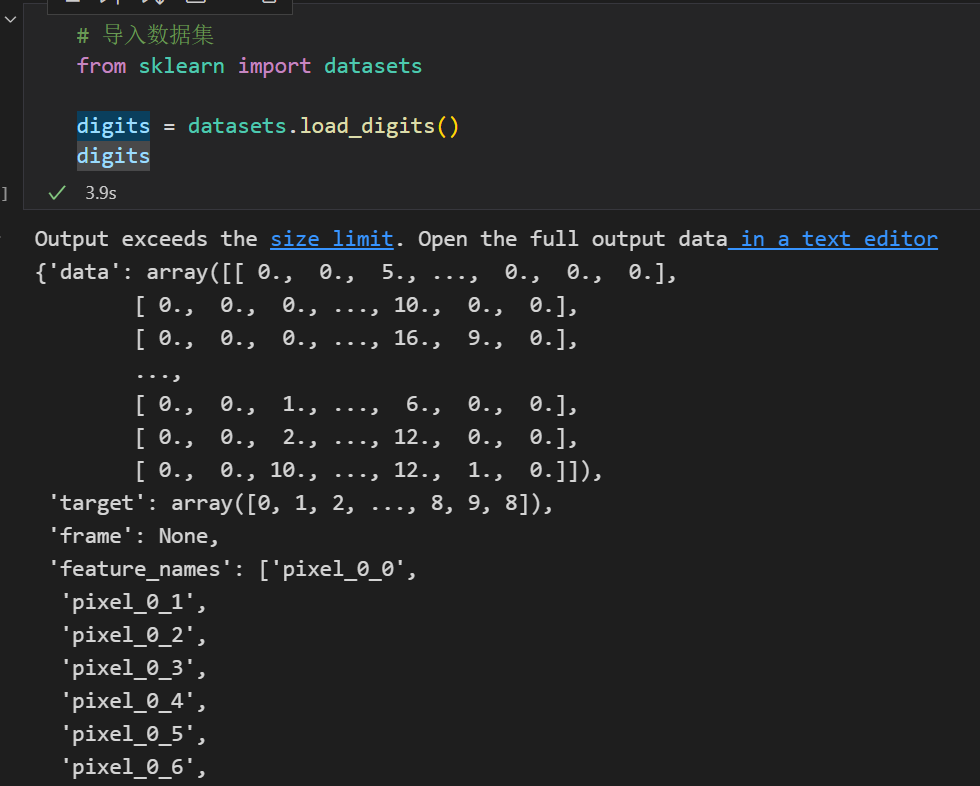 # 导入数据集
from sklearn import datasets
digits = datasets.load_digits()
digits
] 3.9s
Output exceeds the size limit. Open the full output data in a text editor
{'data': array([[ 0.,  0.,  5., ...,  0.,  0.,  0.],
[ 0.,  0.,  0., ..., 10.,  0.,  0.],
[ 0.,  0.,  0., ..., 16.,  9.,  0.],
...,
[ 0.,  0.,  1., ...,  6.,  0.,  0.],
[ 0.,  0.,  2., ..., 12.,  0.,  0.],
[ 0.,  0., 10., ..., 12.,  1.,  0.]]),
'target': array([0, 1, 2, ..., 8, 9, 8]),
'frame': None,
'feature_names': ['pixel_0_0',
'pixel_0_1',
'pixel_0_2',
'pixel_0_3',
'pixel_0_4',
'pixel_0_5',
'pixel_0_6',